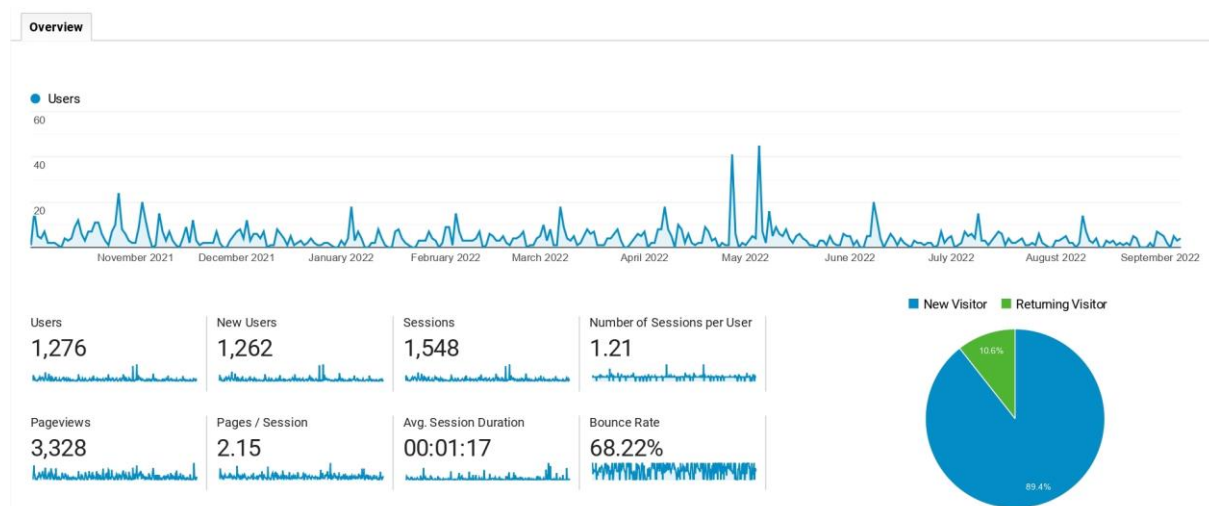 Overview
Users
60
40
20
November 2021 December 2021 January 2022 February 2022 March 2022 April 2022 May 2022 June 2022 July 2022 August 2022 September 2022
New Visitor Returning Visitor
Users New Users Sessions Number of Sessions per User
1,276 1,262 1,548 1.21
Pageviews Pages / Session Avg. Session Duration Bounce Rate
3,328 2.15 00:01:17 68.22%
10.6%
89.4%